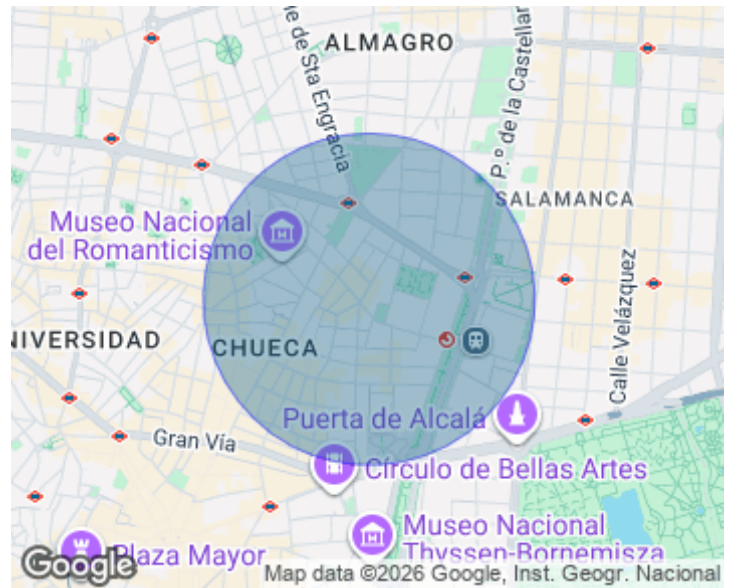 ALMAGRO
de Sta Engracia
P.º de la Castellan
SALAMANCA
Museo Nacional
del Romanticismo
Calle Velázquez
NIVERSIDAD
CHUECA
Puerta de Alcalá
Gran Vía
Círculo de Bellas Artes
Museo Nacional
Thyssen-Bornemisza
Plaza Mayor
Google
Map data ©2026 Google, Inst. Geogr. Nacional